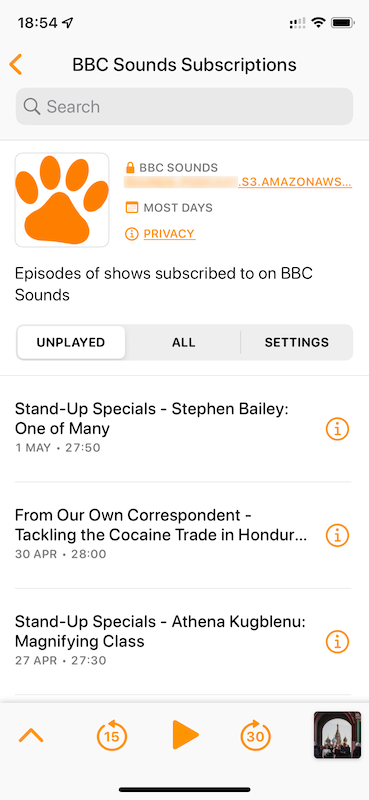 18:54
BBC Sounds Subscriptions
Search
BBC SOUNDS
.S3.AMAZONAWS...
MOST DAYS
PRIVACY
Episodes of shows subscribed to on BBC
Sounds
UNPLAYED ALL SETTINGS
Stand-Up Specials - Stephen Bailey:
One of Many
1 MAY • 27:50
From Our Own Correspondent -
Tackling the Cocaine Trade in Hondur...
30 APR • 28:00
Stand-Up Specials - Athena Kugblenu:
Magnifying Class
27 APR • 27:30
15 30